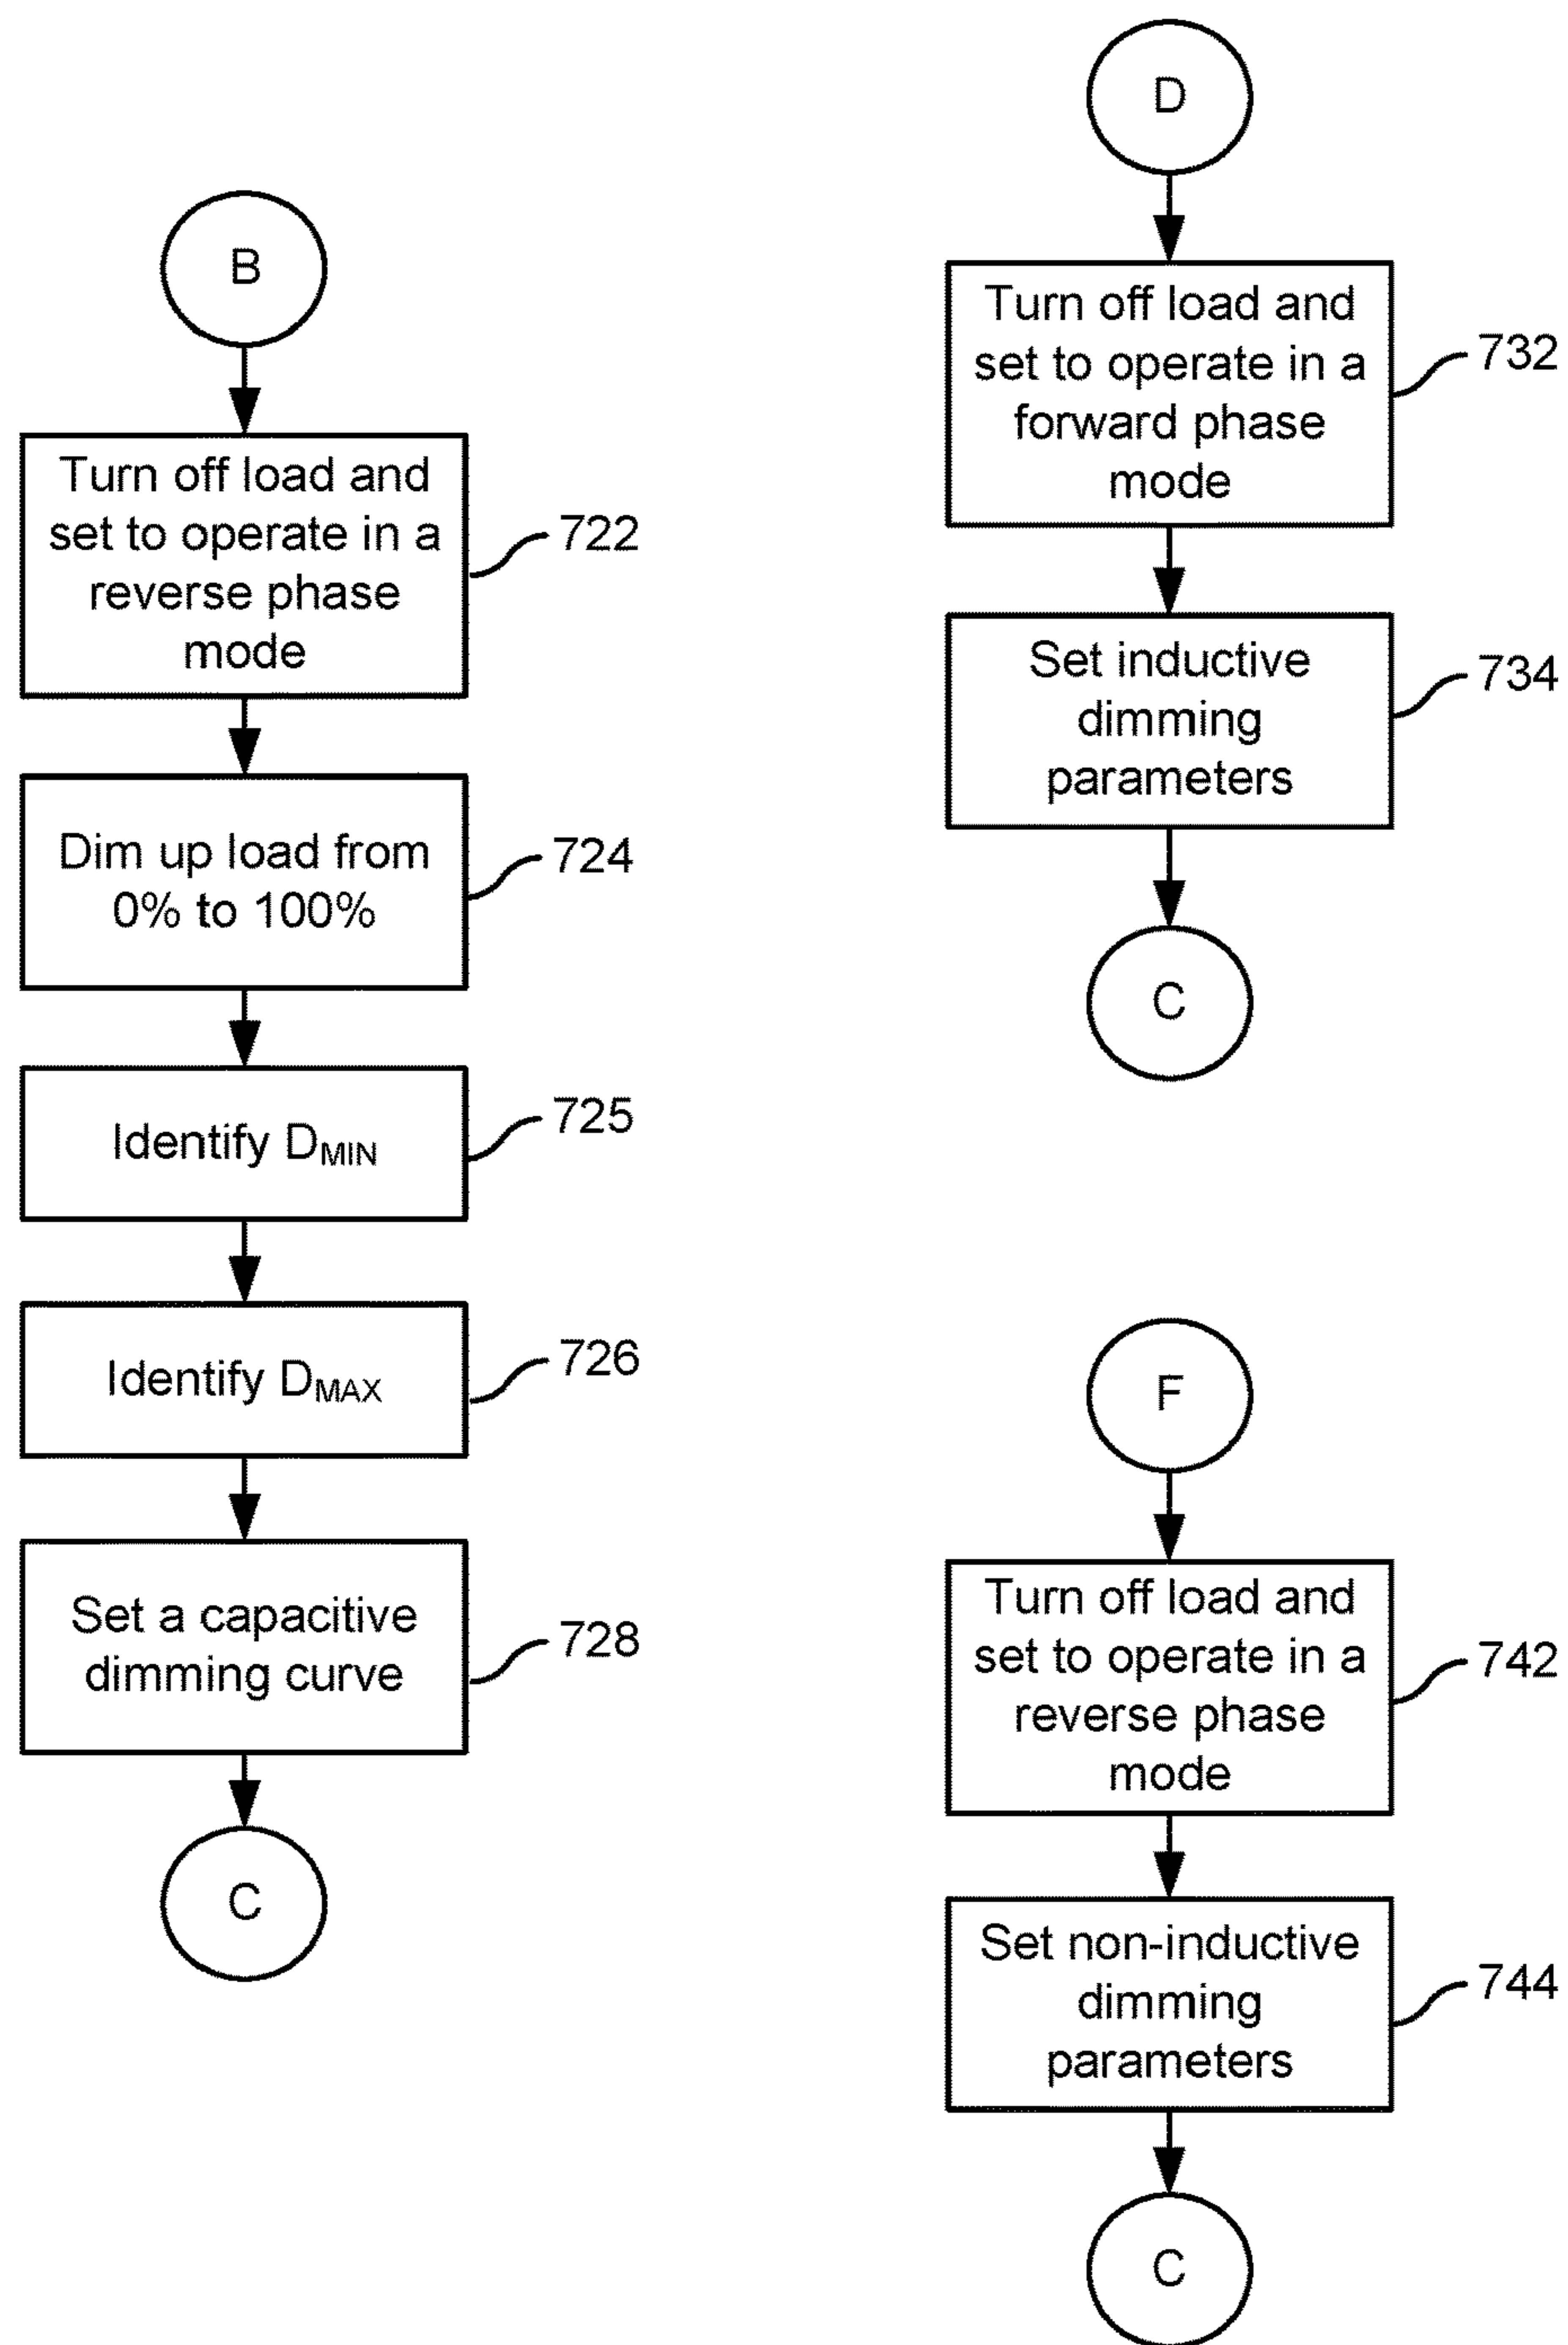 B
Turn off load and
set to operate in a
reverse phase
mode
722
Dim up load from
0% to 100%
724
Identify DMIN
725
Identify DMAX
726
Set a capacitive
dimming curve
728
C
D
Turn off load and
set to operate in a
forward phase
mode
732
Set inductive
dimming
parameters
734
C
F
Turn off load and
set to operate in a
reverse phase
mode
742
Set non-inductive
dimming
parameters
744
C